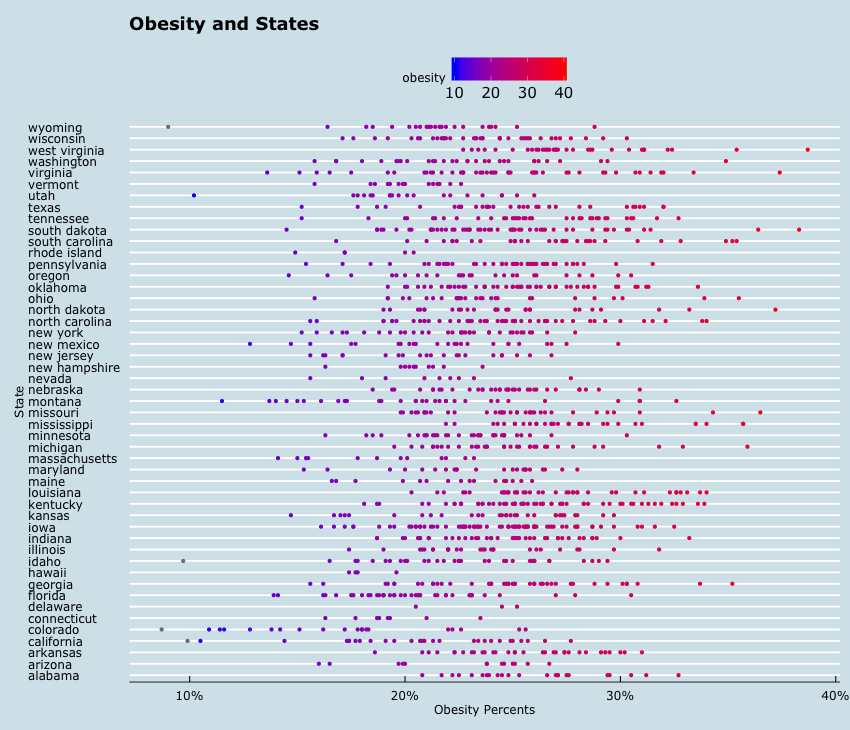 Obesity and States
obesity
10 20 30 40
wyoming
wisconsin
west virginia
washington
virginia
vermont
utah
texas
tennessee
south dakota
south carolina
rhode island
pennsylvania
oregon
oklahoma
ohio
north dakota
north carolina
new york
new mexico
new jersey
new hampshire
nevada
nebraska
montana
missouri
mississippi
minnesota
michigan
massachusetts
maryland
maine
louisiana
kentucky
kansas
iowa
indiana
illinois
idaho
hawaii
georgia
florida
delaware
connecticut
colorado
california
arkansas
arizona
alabama
State
10% 20% 30% 40%
Obesity Percents